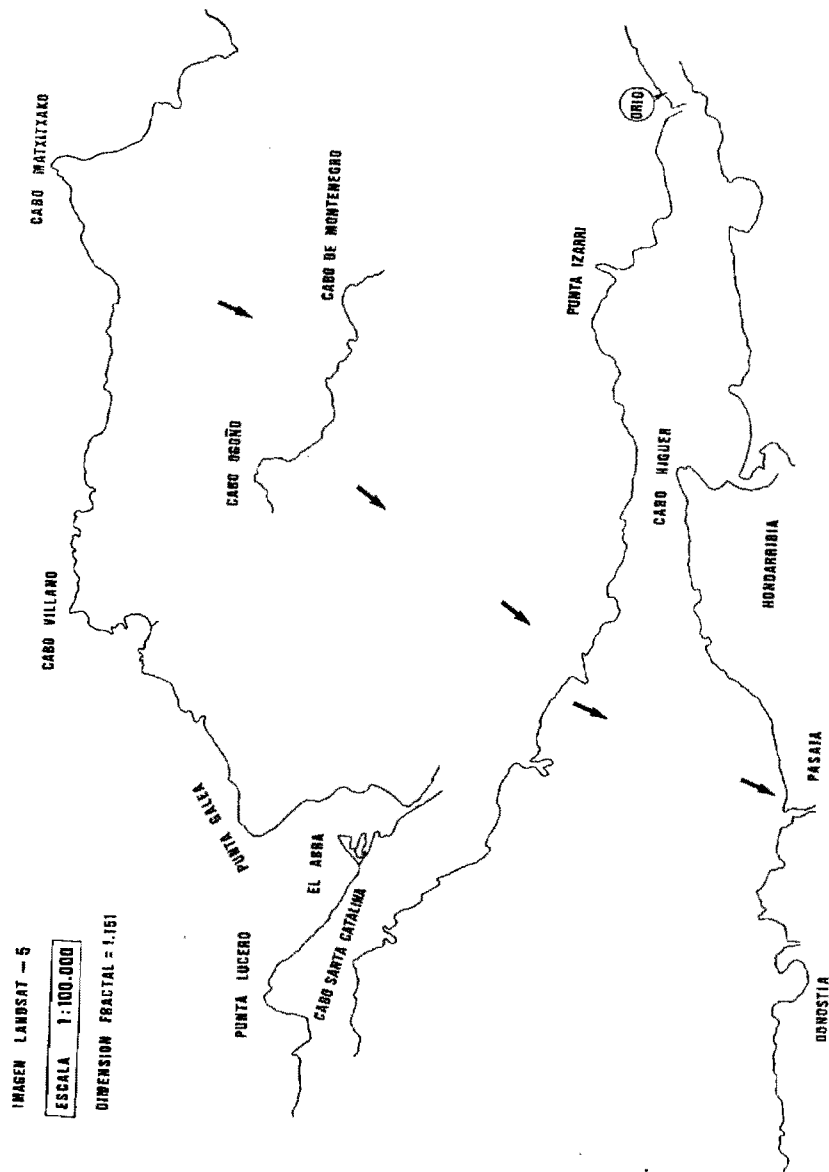 IMAGEN LANDSAT – 5
ESCALA 1:100.000
DIMENSION FRACTAL = 1.151
PUNTA LUCERO
EL ABRA
PUNTA GALEA
CABO VILLANO
CABO MATXITXAKO
CABO OGOÑO
CABO DE MONTENEGRO
CABO SANTA CATALINA
PUNTA IZARRI
ORIO
DONOSTIA
PASAIA
HONDARRIBIA
CABO HIGUER